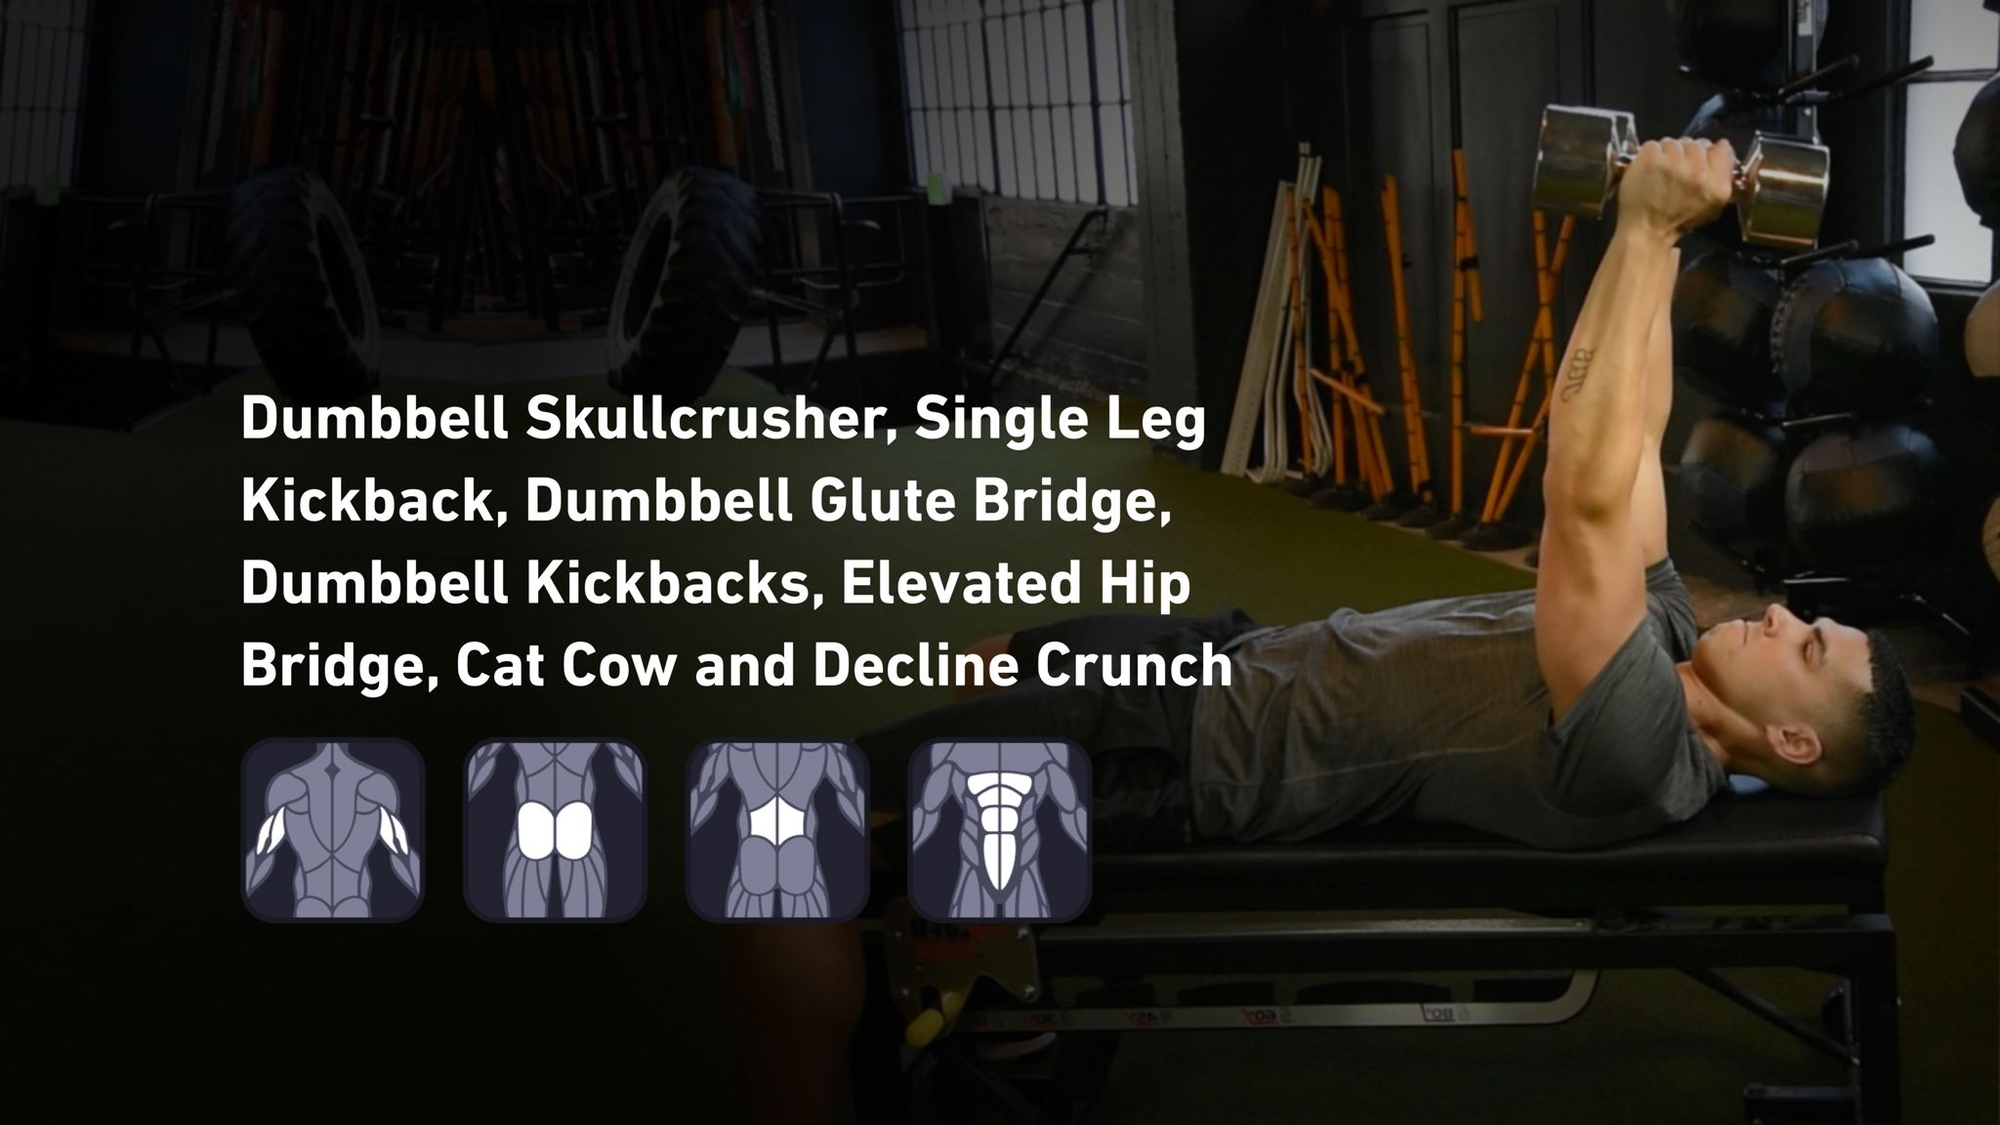 Dumbbell Skullcrusher, Single Leg
Kickback, Dumbbell Glute Bridge,
Dumbbell Kickbacks, Elevated Hip
Bridge, Cat Cow and Decline Crunch